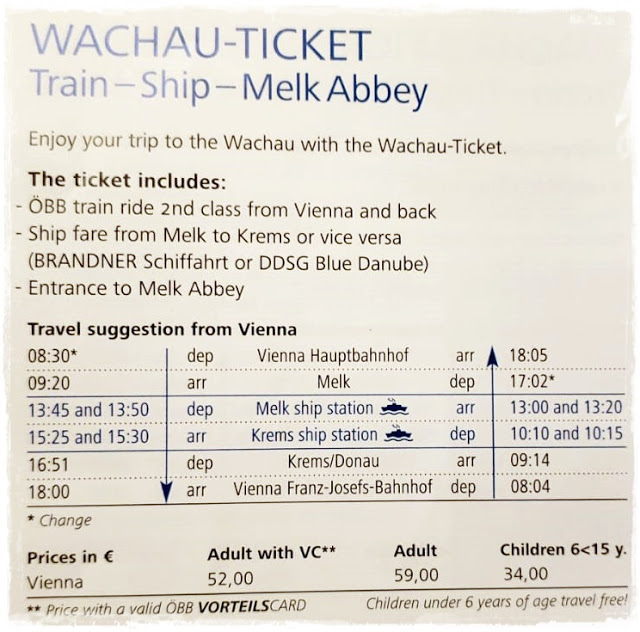 WACHAU-TICKET
Train – Ship – Melk Abbey
Enjoy your trip to the Wachau with the Wachau-Ticket.
The ticket includes:
- ÖBB train ride 2nd class from Vienna and back
- Ship fare from Melk to Krems or vice versa
(BRANDNER Schiffahrt or DDSG Blue Danube)
- Entrance to Melk Abbey
Travel suggestion from Vienna
08:30* dep Vienna Hauptbahnhof arr 18:05
09:20 arr Melk dep 17:02*
13:45 and 13:50 dep Melk ship station arr 13:00 and 13:20
15:25 and 15:30 arr Krems ship station dep 10:10 and 10:15
16:51 dep Krems/Donau arr 09:14
18:00 arr Vienna Franz-Josefs-Bahnhof dep 08:04
* Change
Prices in € Adult with VC** Adult Children 6<15 y.
Vienna 52,00 59,00 34,00
** Price with a valid ÖBB VORTEILSCARD Children under 6 years of age travel free!